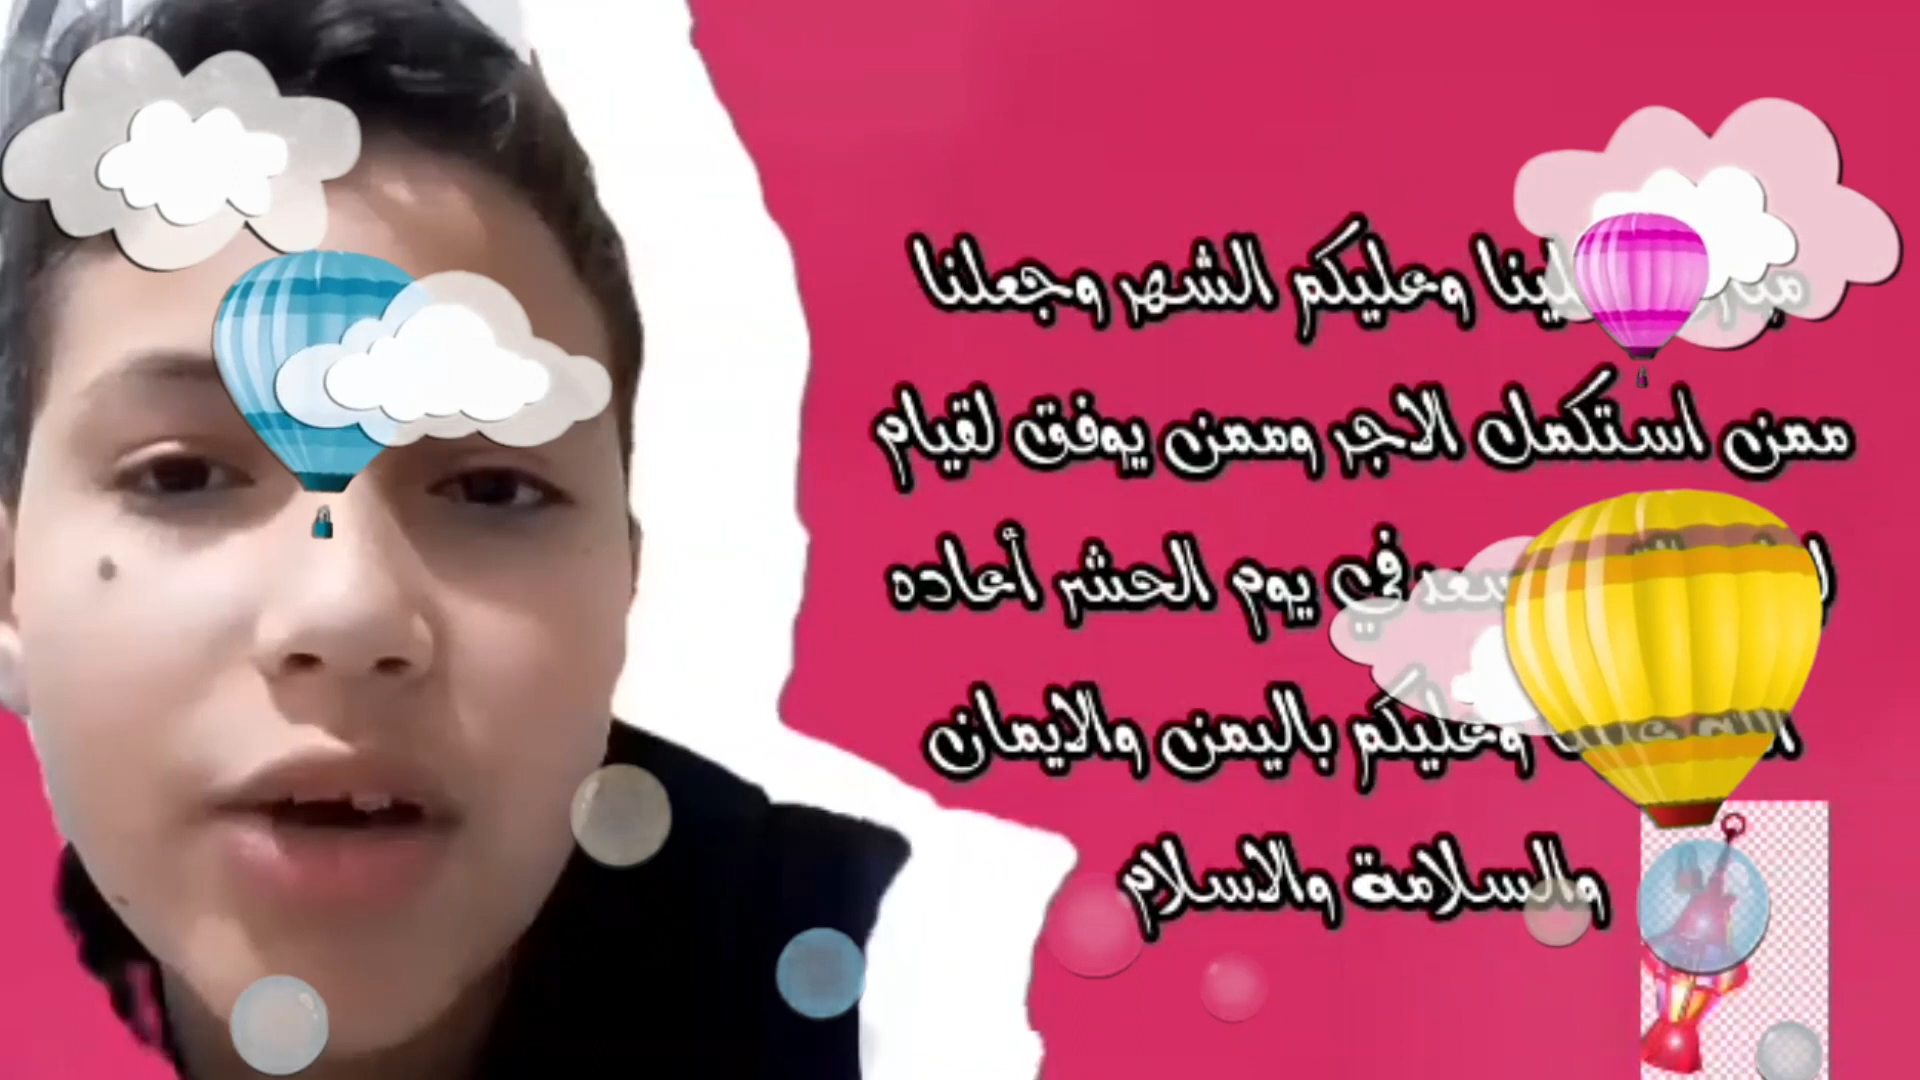 وعليكم الشهر وجعلنا
ممن استكمل الاجر وممن يوفق لقيام
في يوم الحشر أعاده
وعليكم باليمن والايمان
والسلامة والاسلام